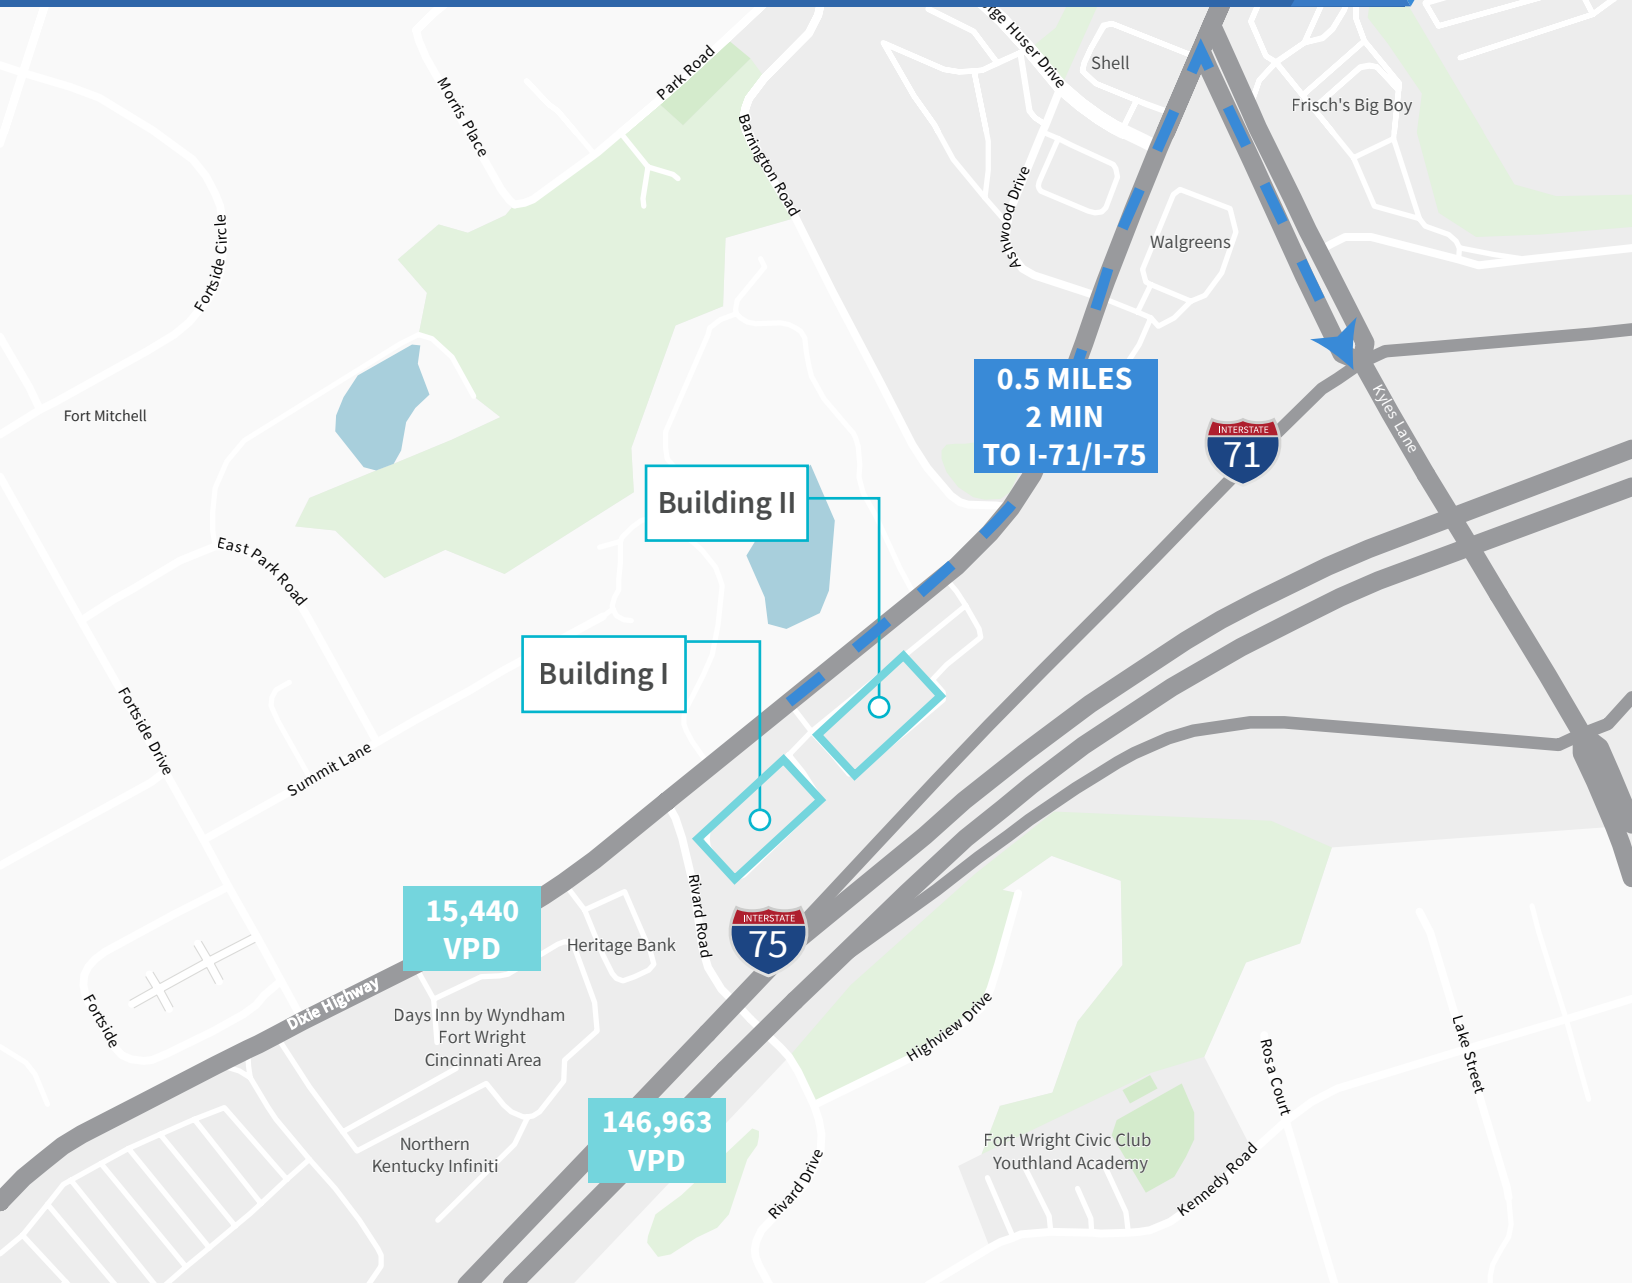 ge Huser Drive
Shell
Park Road
Morris Place
Frisch's Big Boy
Barrington Road
Ashwood Drive
Fortside Circle
Walgreens
0.5 MILES
2 MIN
TO I-71/I-75
Kyles Lane
Fort Mitchell
INTERSTATE
71
Building II
East Park Road
Building I
Fortside Drive
Summit Lane
15,440
VPD
Rivard Road
Heritage Bank
INTERSTATE
75
Dixie Highway
Fortside
Days Inn by Wyndham
Fort Wright
Cincinnati Area
Highview Drive
Lake Street
Rosa Court
146,963
VPD
Northern
Kentucky Infiniti
Fort Wright Civic Club
Youthland Academy
Rivard Drive
Kennedy Road